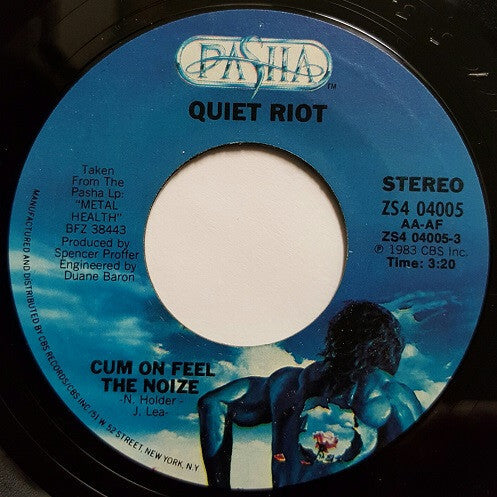 PASHA
TM
QUIET RIOT
Taken
From The
Pasha Lp:
"METAL
HEALTH"
BFZ 38443
Produced by
Spencer Proffer
Engineered by
Duane Baron
STEREO
ZS4 04005
AA-AF
ZS4 04005-3
℗ 1983 CBS Inc.
Time: 3:20
CUM ON FEEL
THE NOIZE
-N. Holder-
J. Lea-
MANUFACTURED AND DISTRIBUTED BY CBS RECORDS/CBS INC./51 W 52 STREET, NEW YORK, N.Y.